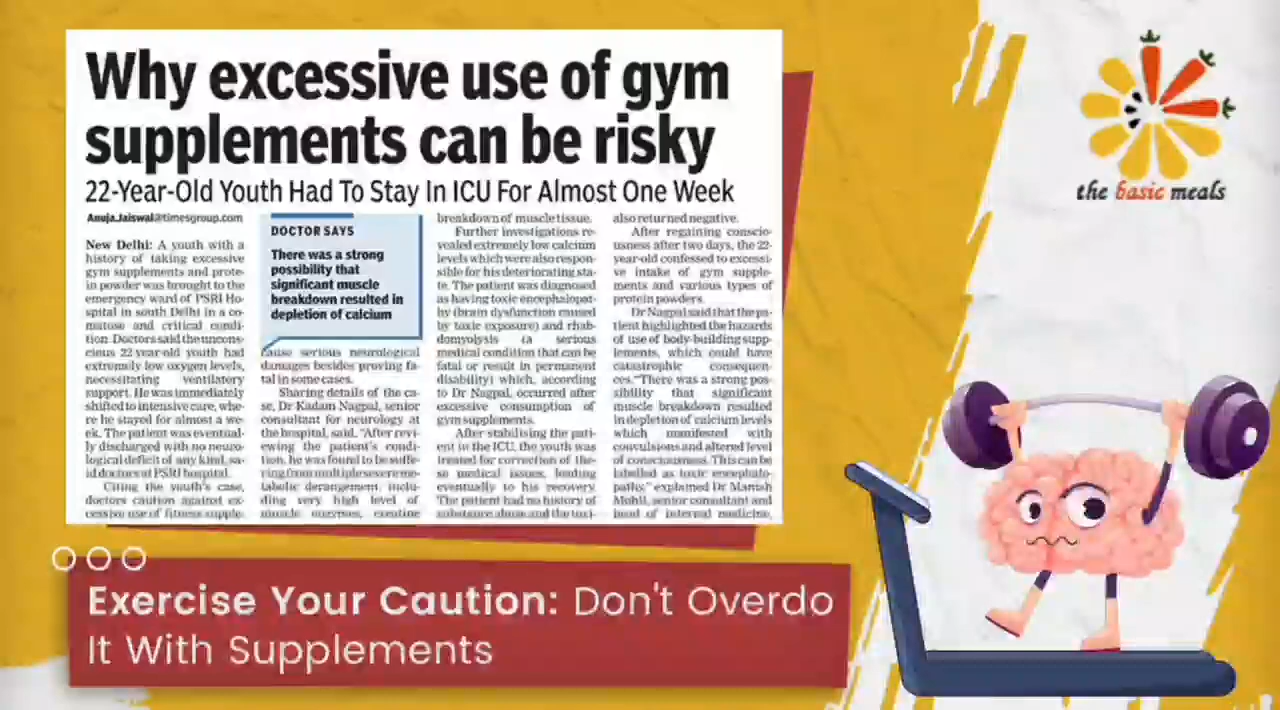 Why excessive use of gym
supplements can be risky
22-Year-Old Youth Had To Stay In ICU For Almost One Week
Anuja.Jaiswal@timesgroup.com
New Delhi: A youth with a
history of taking excessive
gym supplements and prote-
in powder was brought to the
emergency ward of PSRI Ho-
spital in south Delhi in a co-
matose and critical condi-
tion. Doctors said the uncons-
cious 22-year-old youth had
extremely low oxygen levels,
necessitating ventilatory
support. He was immediately
shifted to intensive care, whe-
re he stayed for almost a we-
ek. The patient was eventual-
ly discharged with no neuro-
logical deficit of any kind, sa-
id doctors at PSRI hospital.
Citing the youth's case,
doctors caution against ex-
cessive use of fitness supple-
DOCTOR SAYS
There was a strong
possibility that
significant muscle
breakdown resulted in
depletion of calcium
cause serious neurological
damages besides proving fa-
tal in some cases.
Sharing details of the ca-
se, Dr Kadam Nagpal, senior
consultant for neurology at
the hospital, said, "After revi-
ewing the patient's condi-
tion, he was found to be suffe-
ring from multiple severe me-
tabolic derangement, inclu-
ding very high level of
muscle enzymes, creatine
breakdown of muscle tissue.
Further investigations re-
vealed extremely low calcium
levels which were also respon-
sible for his deteriorating sta-
te. The patient was diagnosed
as having toxic encephalopat-
hy (brain dysfunction caused
by toxic exposure) and rhab-
domyolysis (a serious
medical condition that can be
fatal or result in permanent
disability) which, according
to Dr Nagpal, occurred after
excessive consumption of
gym supplements.
After stabilising the pati-
ent in the ICU, the youth was
treated for correction of the-
se medical issues, leading
eventually to his recovery.
The patient had no history of
substance abuse and the toxi-
also returned negative.
After regaining conscio-
usness after two days, the 22-
year-old confessed to excessi-
ve intake of gym supple-
ments and various types of
protein powders.
Dr Nagpal said that the pa-
tient highlighted the hazards
of use of body-building supp-
lements, which could have
catastrophic consequen-
ces. "There was a strong pos-
sibility that significant
muscle breakdown resulted
in depletion of calcium levels
which manifested with
convulsions and altered level
of consciousness. This can be
labelled as toxic encephalo-
pathy," explained Dr Manish
senior consultant and
head of internal medicine,
the basic meals
Exercise Your Caution: Don't Overdo
It With Supplements